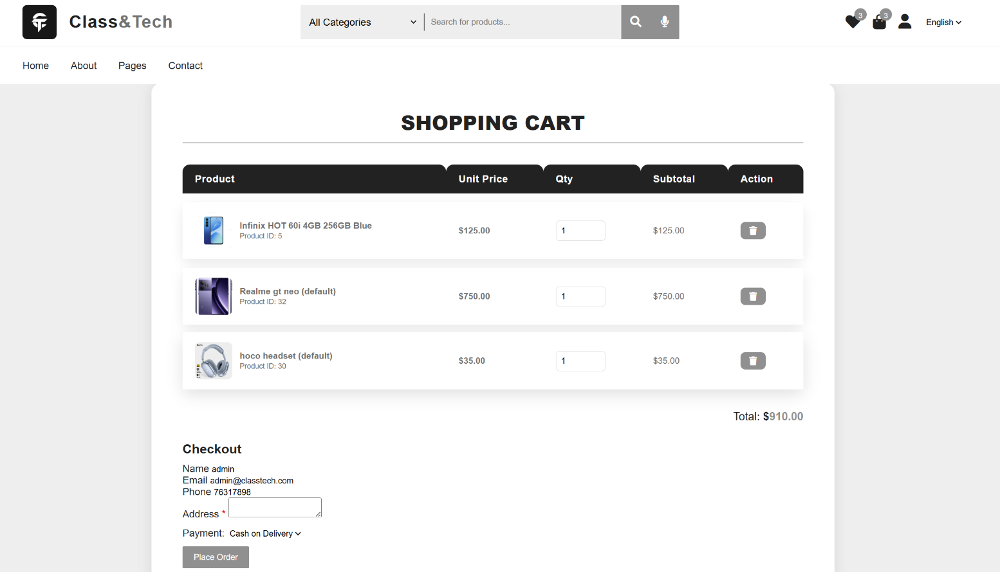 Class&Tech
All Categories
Search for products...
3
3
English
Home
About
Pages
Contact
SHOPPING CART
Product
Unit Price
Qty
Subtotal
Action
Infinix HOT 60i 4GB 256GB Blue
Product ID: 5
$125.00
1
$125.00
Realme gt neo (default)
Product ID: 32
$750.00
1
$750.00
hoco headset (default)
Product ID: 30
$35.00
1
$35.00
Total: $910.00
Checkout
Name admin
Email admin@classtech.com
Phone 76317898
Address *
Payment: Cash on Delivery
Place Order